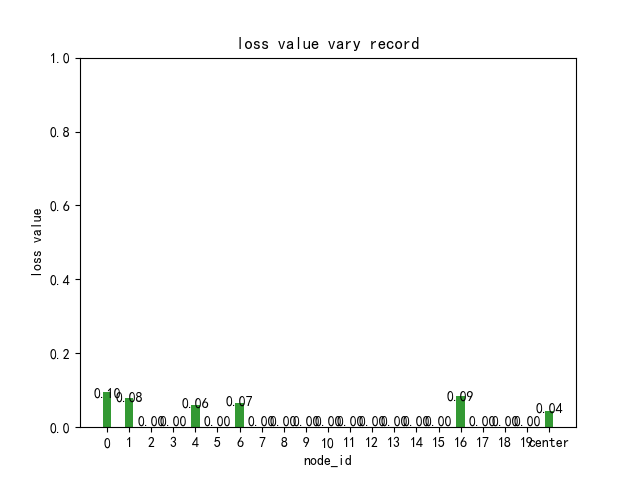 loss value vary record
1.0
0.8
0.6
0.4
0.2
0.0
loss value
0.10 0.08 0.00 0.00 0.06 0.00 0.07 0.00 0.00 0.00 0.00 0.00 0.00 0.00 0.00 0.00 0.09 0.00 0.00 0.00 0.04
0 1 2 3 4 5 6 7 8 9 10 11 12 13 14 15 16 17 18 19 center
node_id